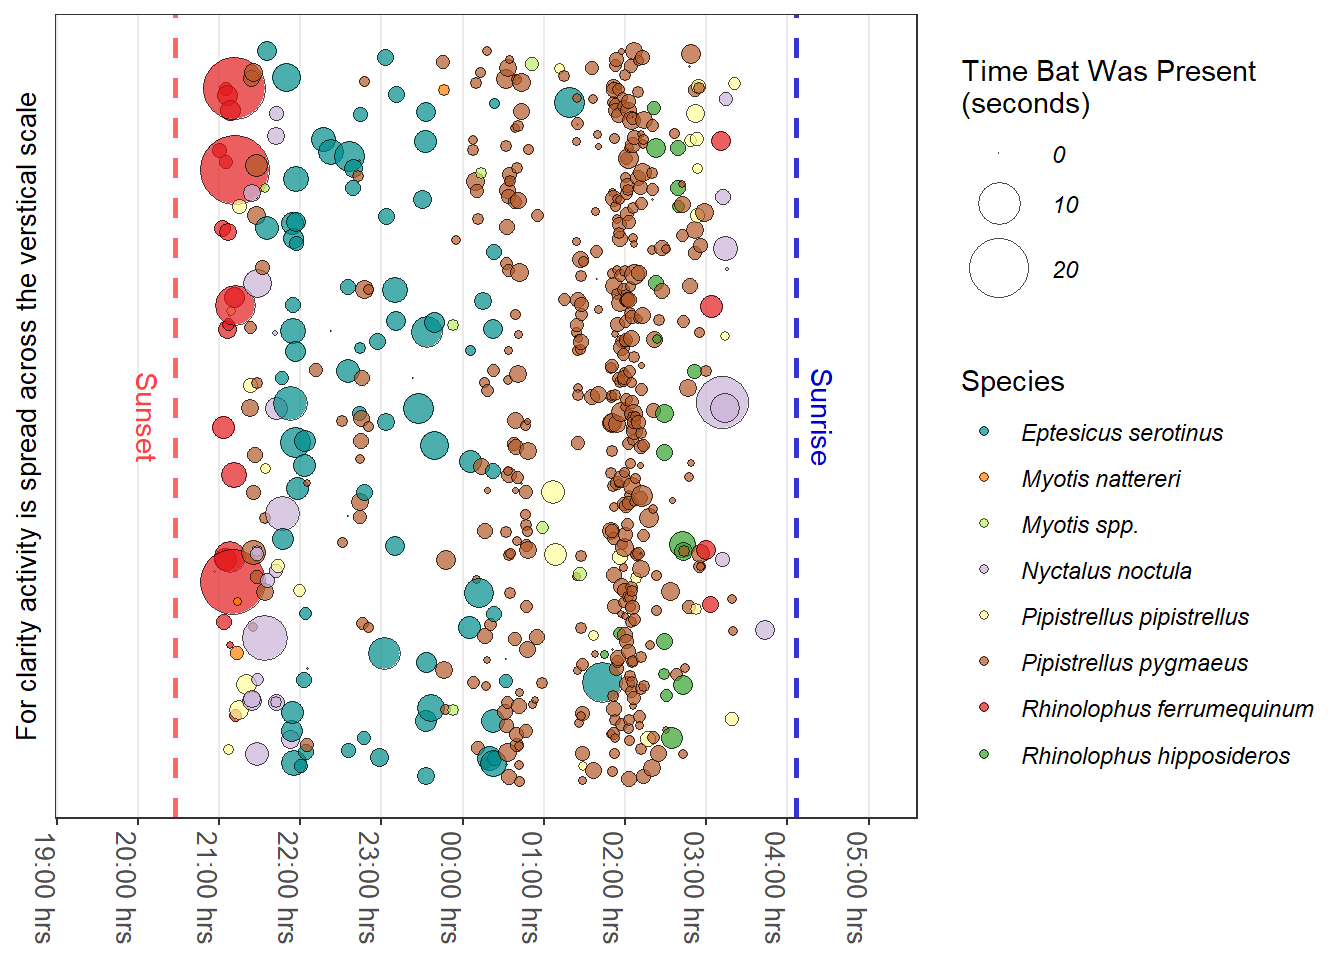 For clarity activity is spread across the verstical scale
Sunset
Sunrise
19:00 hrs
20:00 hrs
21:00 hrs
22:00 hrs
23:00 hrs
00:00 hrs
01:00 hrs
02:00 hrs
03:00 hrs
04:00 hrs
05:00 hrs
Time Bat Was Present
(seconds)
0
10
20
Species
Eptesicus serotinus
Myotis nattereri
Myotis spp.
Nyctalus noctula
Pipistrellus pipistrellus
Pipistrellus pygmaeus
Rhinolophus ferrumequinum
Rhinolophus hipposideros